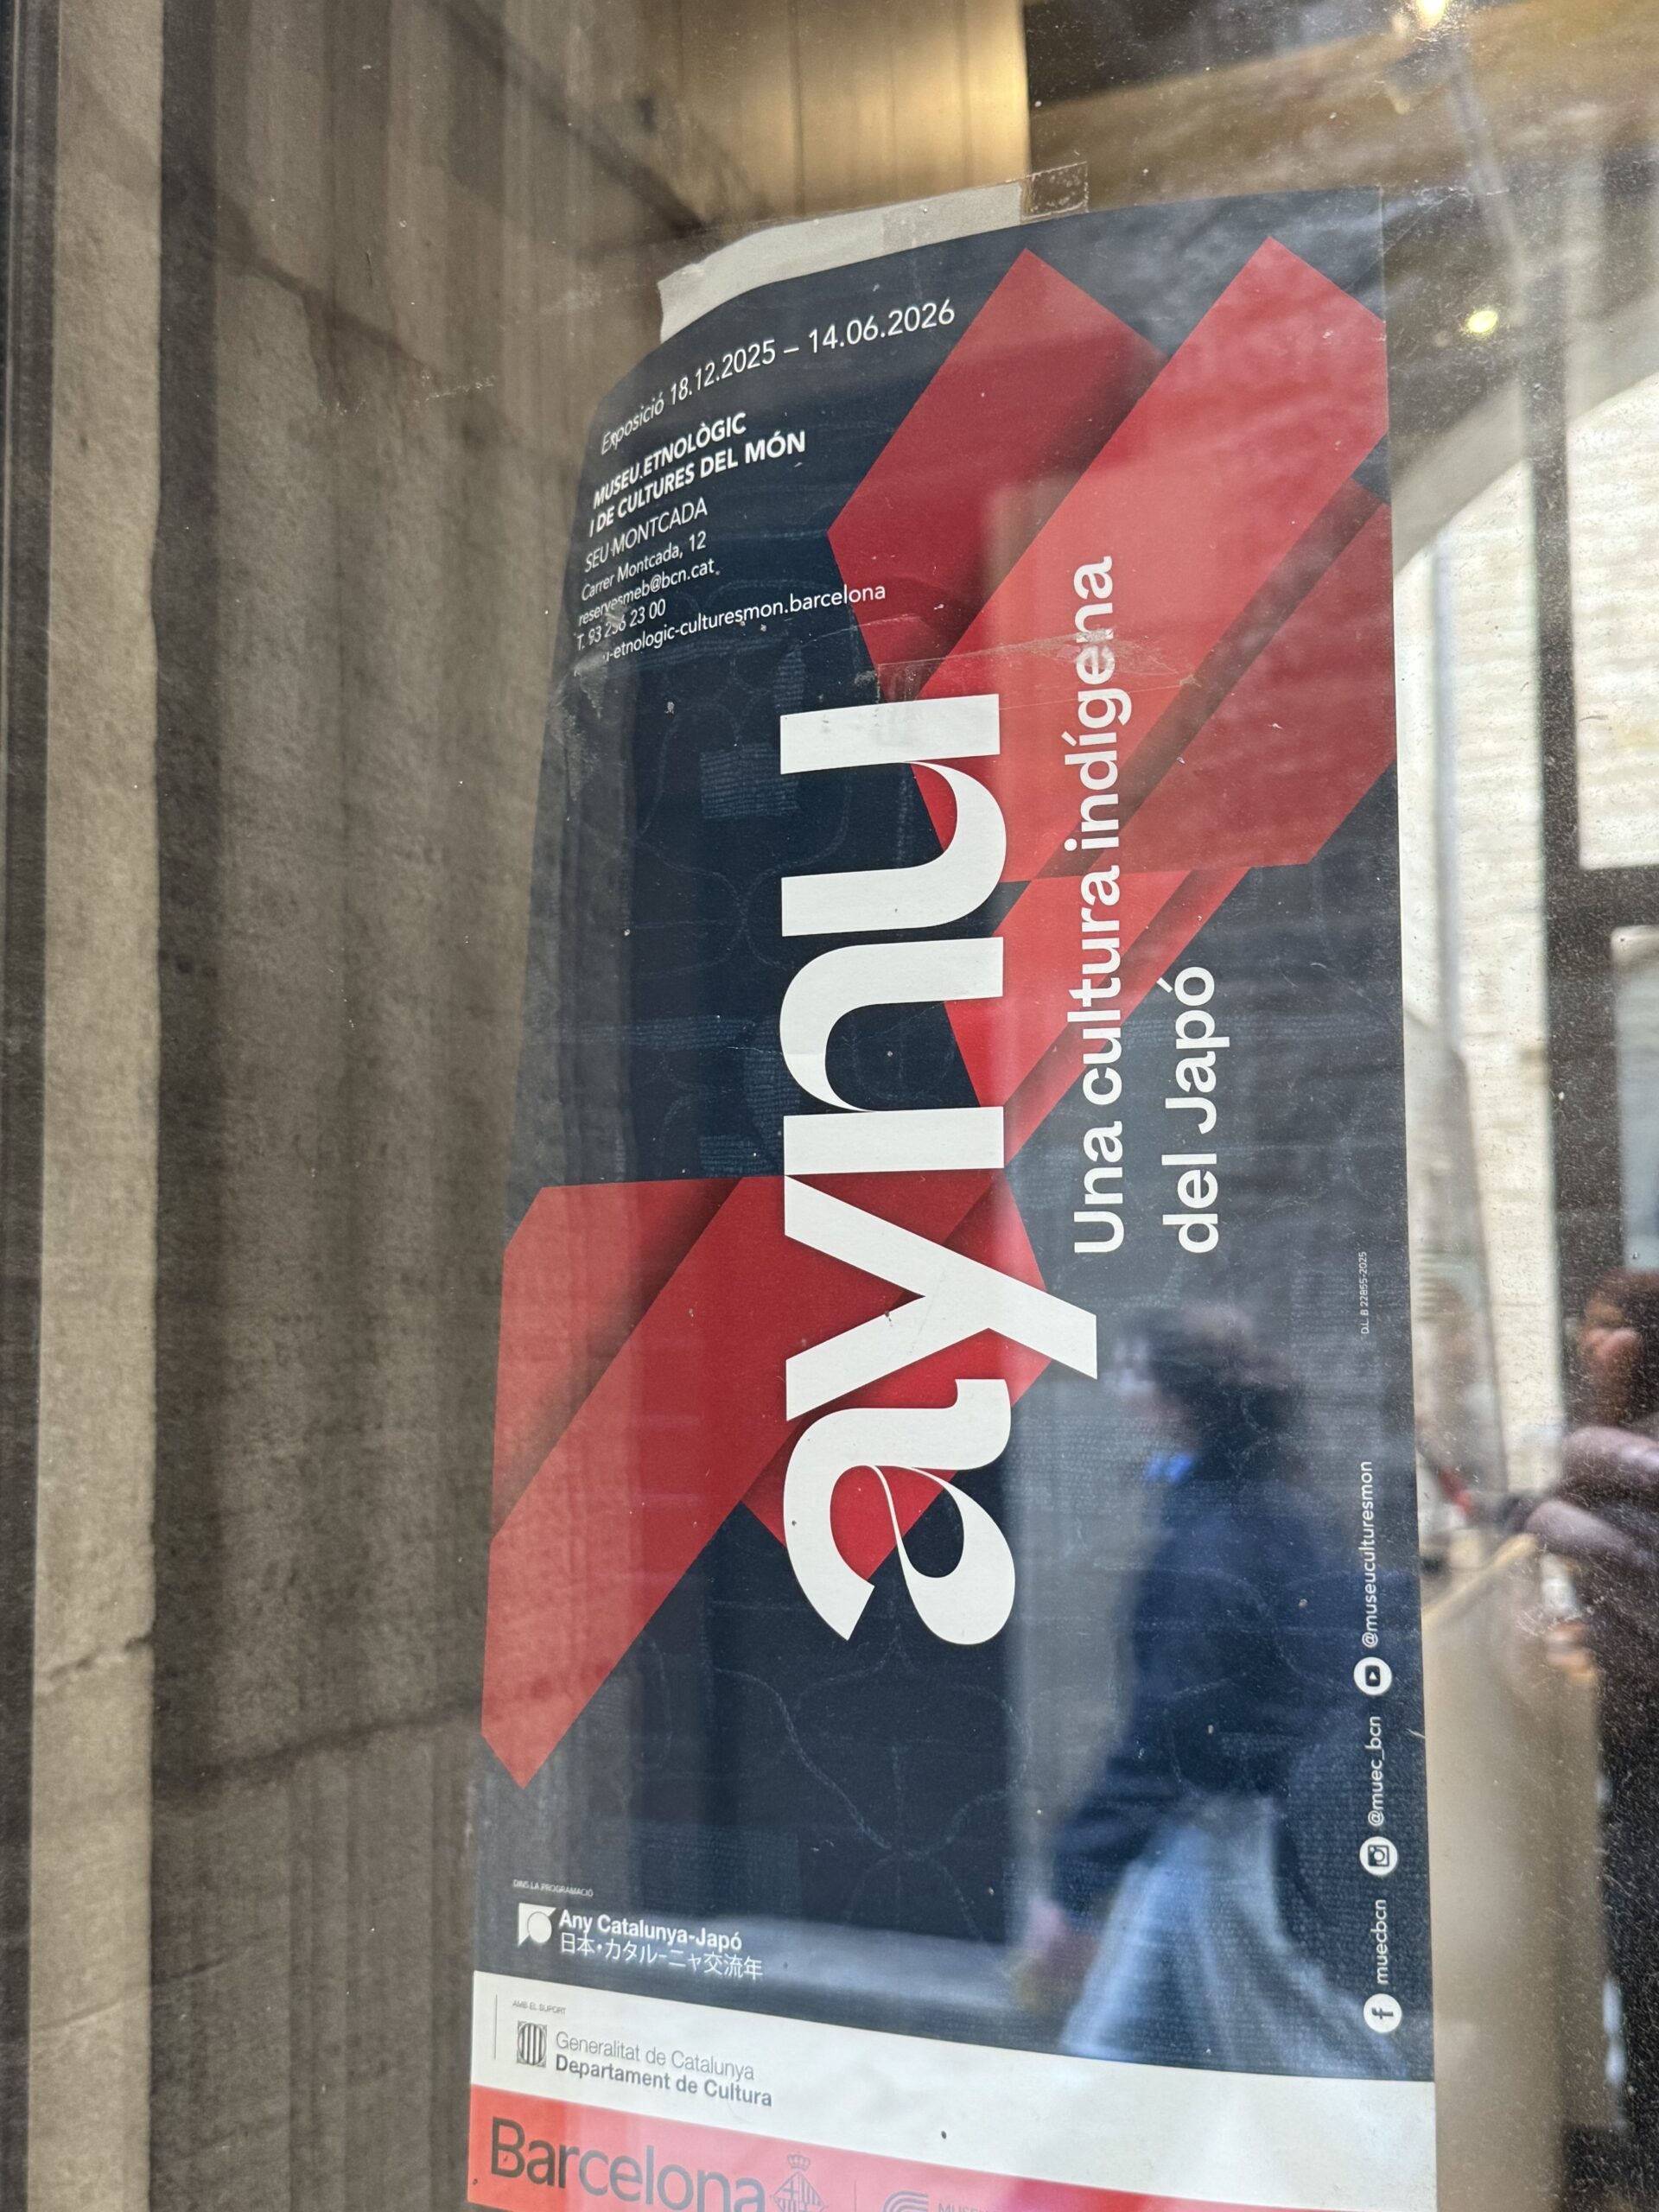 Exposició 18.12.2025 – 14.06.2026
MUSEU ETNOLÒGIC
I DE CULTURES DEL MÓN
SEU MONTCADA
Carrer Montcada, 12
reservesmeb@bcn.cat
T. 93 256 23 00
-etnologic-culturesmon.barcelona
aynu
Una cultura indígena
del Japó
D.L. B 22855-2025
muecbcn @muec_bcn @museuculturesmon
DINS LA PROGRAMACIÓ
Any Catalunya-Japó
日本・カタルーニャ交流年
AMB EL SUPORT
Generalitat de Catalunya
Departament de Cultura
Barcelona